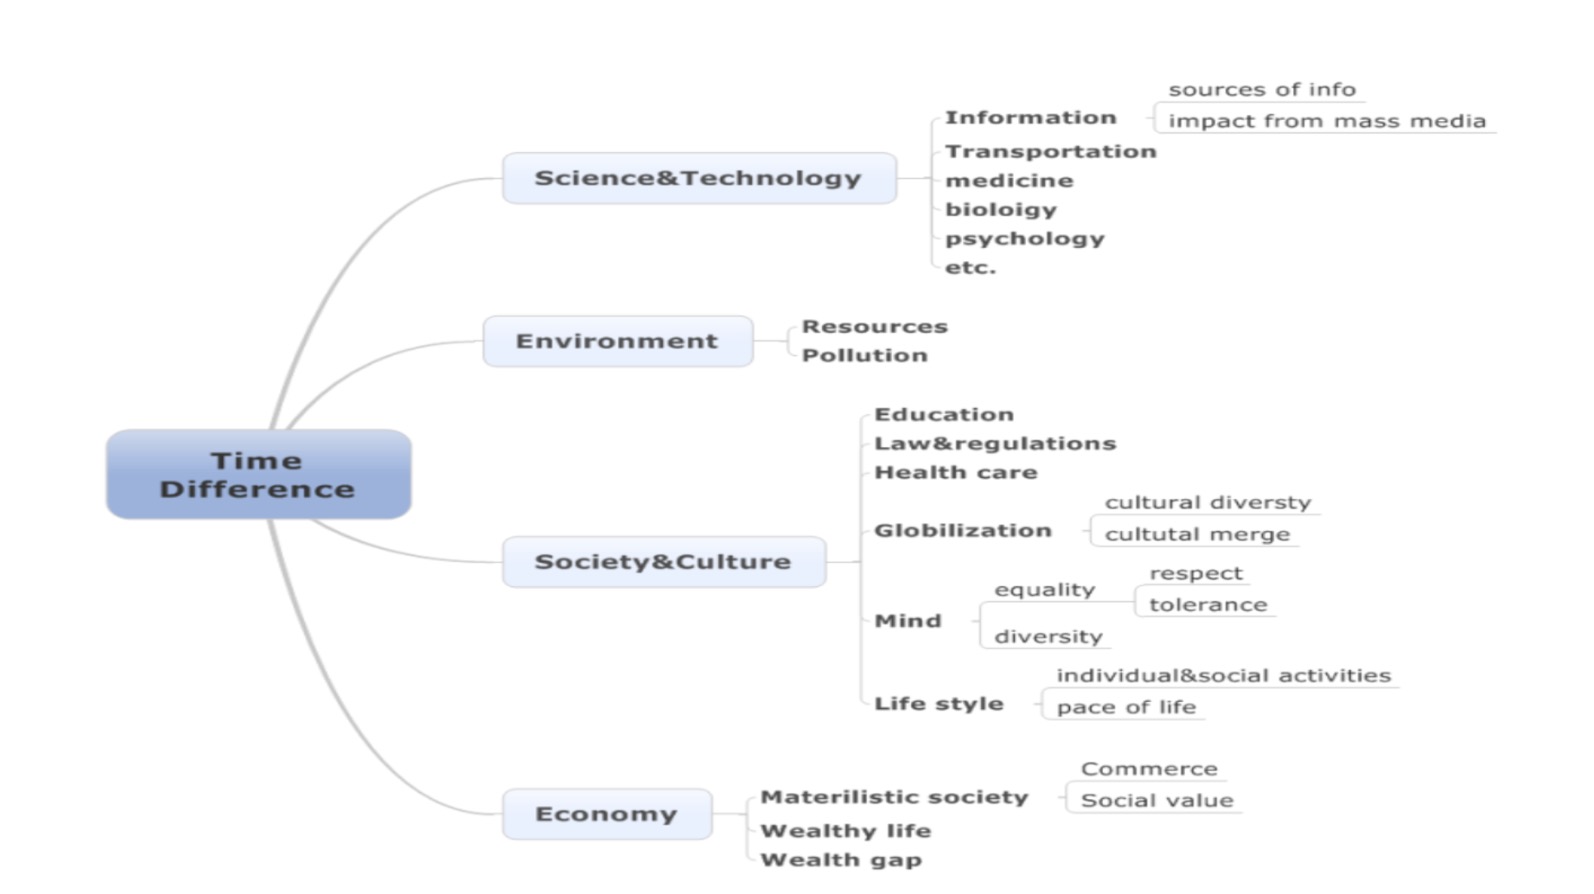 Time
Difference
Science&Technology
Information
sources of info
impact from mass media
Transportation
medicine
bioloigy
psychology
etc.
Environment
Resources
Pollution
Society&Culture
Education
Law&regulations
Health care
Globilization
cultural diversty
cultutal merge
Mind
equality
respect
tolerance
diversity
Life style
individual&social activities
pace of life
Economy
Materilistic society
Commerce
Social value
Wealthy life
Wealth gap